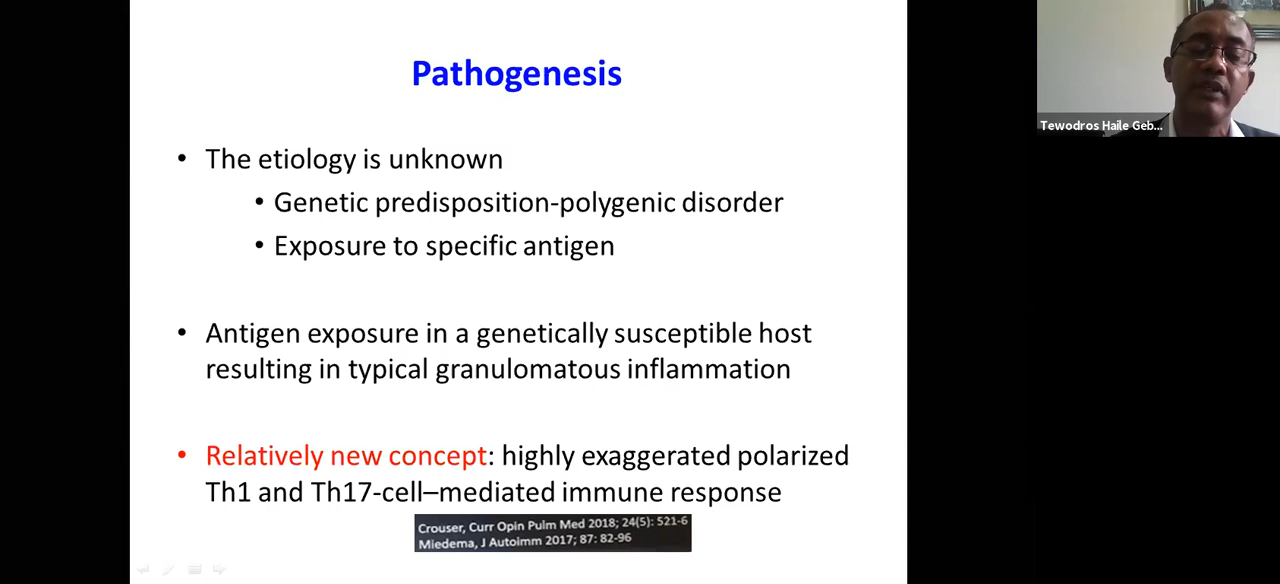 Pathogenesis
• The etiology is unknown
• Genetic predisposition-polygenic disorder
• Exposure to specific antigen
• Antigen exposure in a genetically susceptible host
resulting in typical granulomatous inflammation
• Relatively new concept: highly exaggerated polarized
Th1 and Th17-cell–mediated immune response
Crouser, Curr Opin Pulm Med 2018; 24(5): 521-6
Miedema, J Autoimm 2017; 87: 82-96
Tewodros Haile Geb...